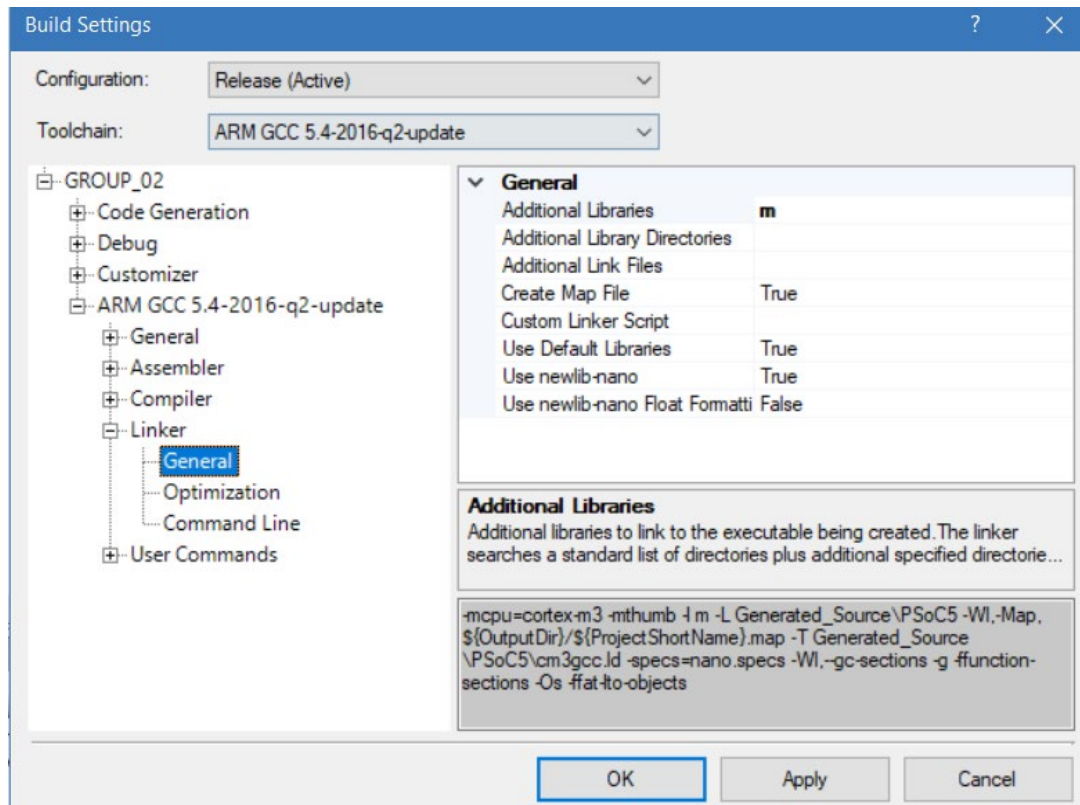 Build Settings
?
Configuration:
Release (Active)
Toolchain:
ARM GCC 5.4-2016-q2-update
GROUP_02
Code Generation
Debug
Customizer
ARM GCC 5.4-2016-q2-update
General
Assembler
Compiler
Linker
General
Optimization
Command Line
User Commands
General
Additional Libraries m
Additional Library Directories
Additional Link Files
Create Map File True
Custom Linker Script
Use Default Libraries True
Use newlib-nano True
Use newlib-nano Float Formatti False
Additional Libraries
Additional libraries to link to the executable being created.The linker
searches a standard list of directories plus additional specified directorie...
-mcpu=cortex-m3 -mthumb -l m -L Generated_Source\PSoC5 -Wl,-Map,
${OutputDir}/${ProjectShortName}.map -T Generated_Source
\PSoC5\cm3gcc.ld -specs=nano.specs -Wl,--gc-sections -g -ffunction-
sections -Os -ffat-lto-objects
OK
Apply
Cancel